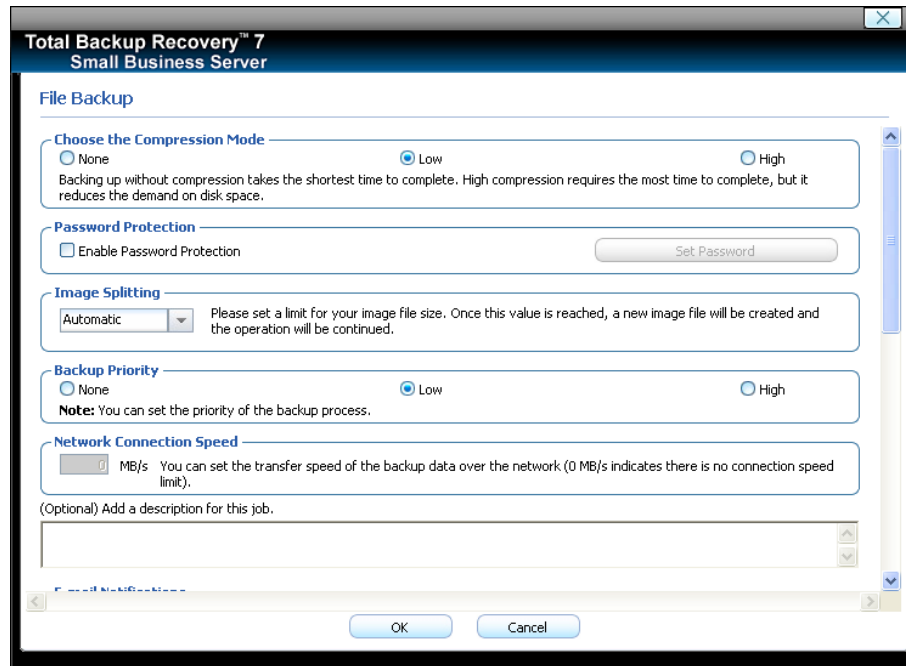 Total Backup Recovery™ 7
Small Business Server
File Backup
Choose the Compression Mode
None
Low
High
Backing up without compression takes the shortest time to complete. High compression requires the most time to complete, but it
reduces the demand on disk space.
Password Protection
Enable Password Protection
Set Password
Image Splitting
Automatic
Please set a limit for your image file size. Once this value is reached, a new image file will be created and
the operation will be continued.
Backup Priority
None
Low
High
Note: You can set the priority of the backup process.
Network Connection Speed
0 MB/s You can set the transfer speed of the backup data over the network (0 MB/s indicates there is no connection speed
limit).
(Optional) Add a description for this job.
E-mail Notifications
OK
Cancel